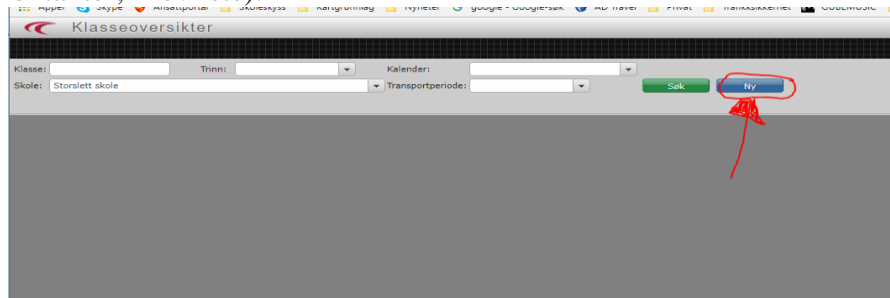 Apper Skype Ansattportal Skoleskyss Kartgrunnlag Nyheter google - Google-søk AD Travel Privat Trafikksikkerhet GUBEMUSIC
Klasseoversikter
Klasse: Trinn: Kalender:
Skole: Storslett skole Transportperiode: Søk Ny